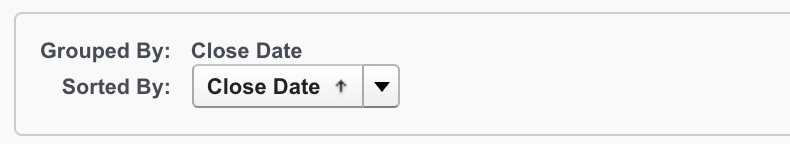 Grouped By: Close Date
Sorted By: Close Date ↑